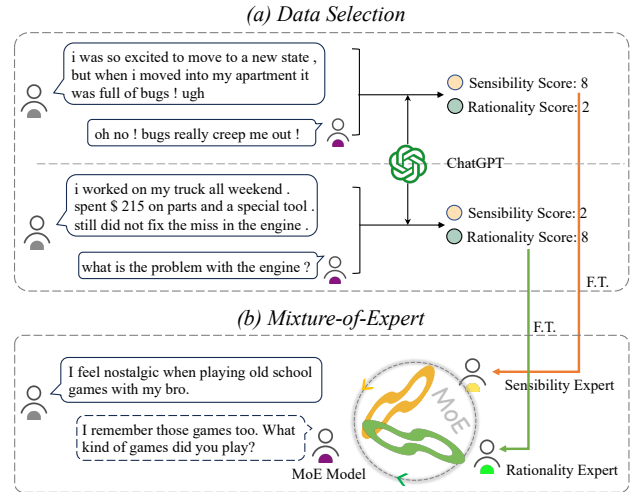 (a) Data Selection
i was so excited to move to a new state ,
but when i moved into my apartment it
was full of bugs ! ugh
oh no ! bugs really creep me out !
Sensibility Score: 8
Rationality Score: 2
ChatGPT
i worked on my truck all weekend .
spent $ 215 on parts and a special tool .
still did not fix the miss in the engine .
what is the problem with the engine ?
Sensibility Score: 2
Rationality Score: 8
F.T.
F.T.
(b) Mixture-of-Expert
I feel nostalgic when playing old school
games with my bro.
I remember those games too. What
kind of games did you play?
MoE Model
MoE
Sensibility Expert
Rationality Expert